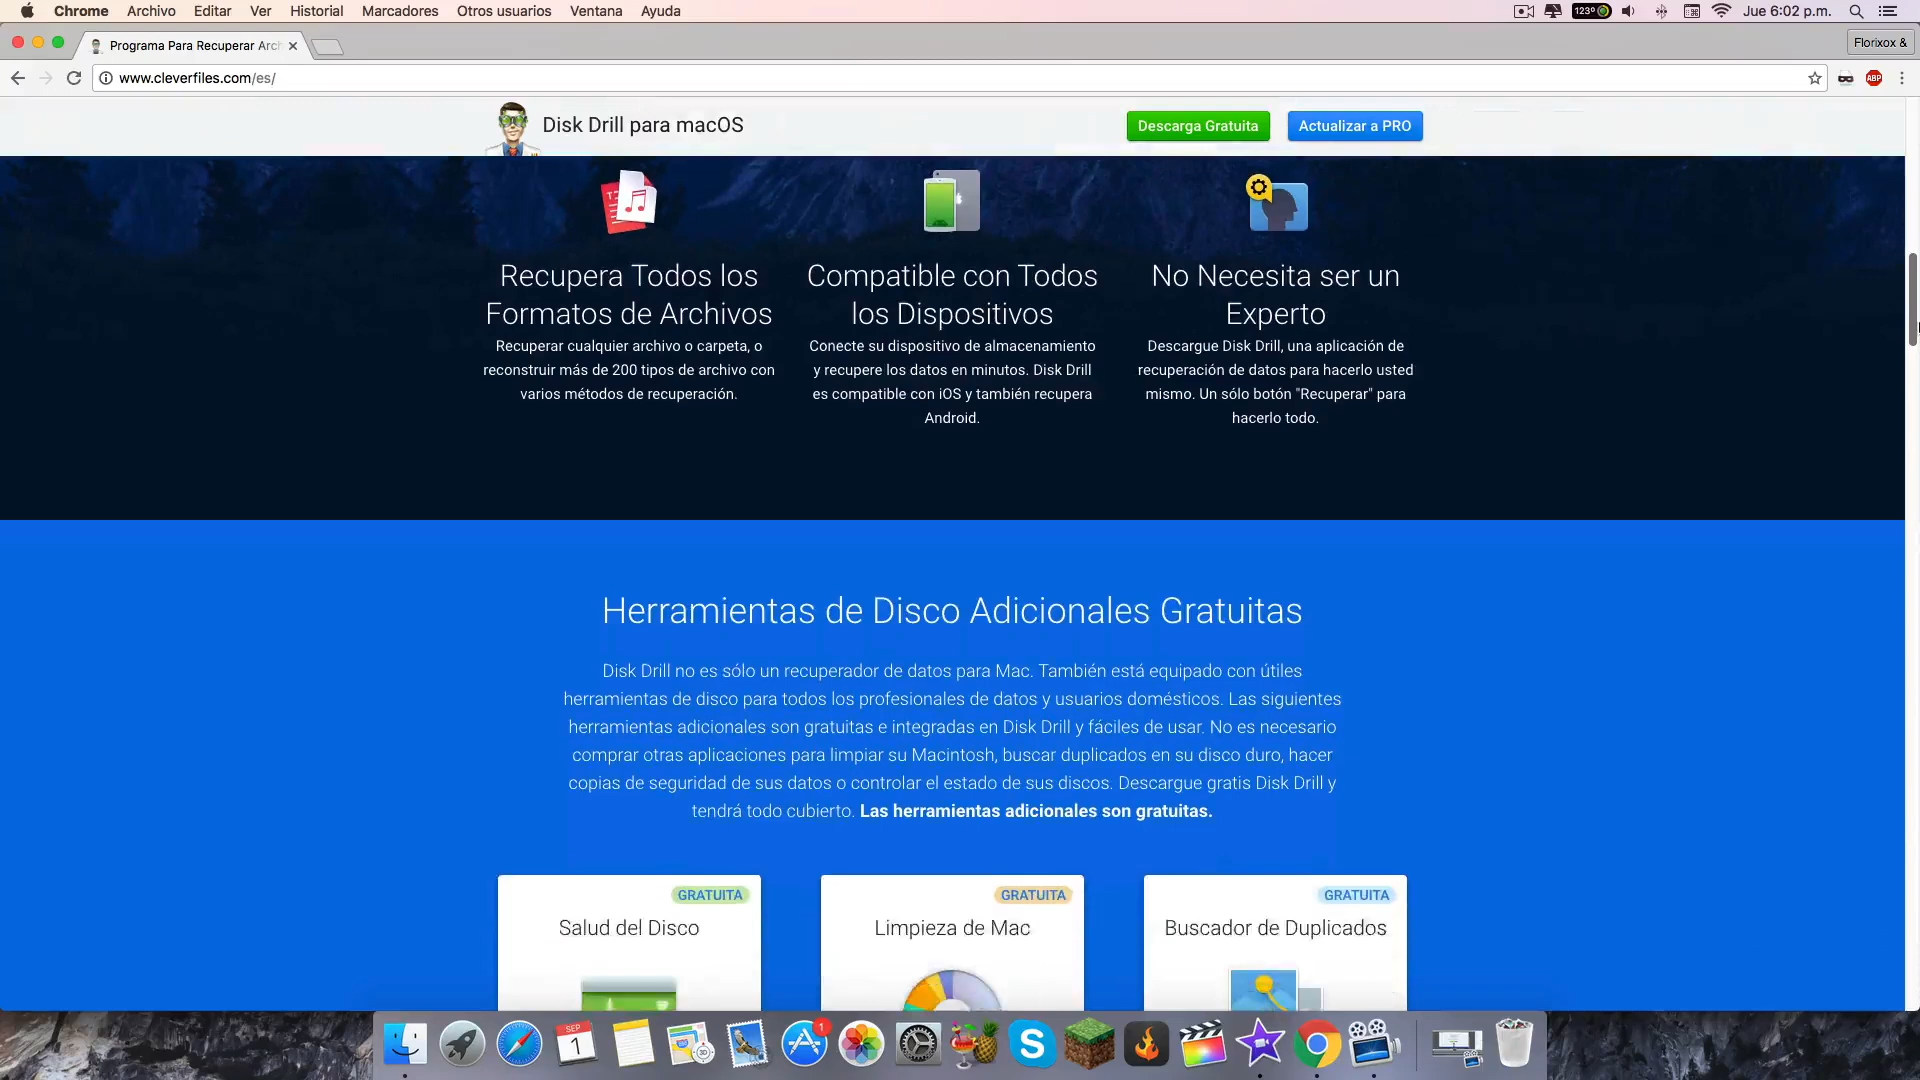 Chrome Archivo Editar Ver Historial Marcadores Otros usuarios Ventana Ayuda
123º
Jue 6:02 p.m.
Programa Para Recuperar Arch
Florixox &
www.cleverfiles.com/es/
ABP
Disk Drill para macOS
Descarga Gratuita
Actualizar a PRO
Recupera Todos los
Formatos de Archivos
Recuperar cualquier archivo o carpeta, o
reconstruir más de 200 tipos de archivo con
varios métodos de recuperación.
Compatible con Todos
los Dispositivos
Conecte su dispositivo de almacenamiento
y recupere los datos en minutos. Disk Drill
es compatible con iOS y también recupera
Android.
No Necesita ser un
Experto
Descargue Disk Drill, una aplicación de
recuperación de datos para hacerlo usted
mismo. Un sólo botón "Recuperar" para
hacerlo todo.
Herramientas de Disco Adicionales Gratuitas
Disk Drill no es sólo un recuperador de datos para Mac. También está equipado con útiles
herramientas de disco para todos los profesionales de datos y usuarios domésticos. Las siguientes
herramientas adicionales son gratuitas e integradas en Disk Drill y fáciles de usar. No es necesario
comprar otras aplicaciones para limpiar su Macintosh, buscar duplicados en su disco duro, hacer
copias de seguridad de sus datos o controlar el estado de sus discos. Descargue gratis Disk Drill y
tendrá todo cubierto. Las herramientas adicionales son gratuitas.
GRATUITA
Salud del Disco
GRATUITA
Limpieza de Mac
GRATUITA
Buscador de Duplicados
SEP
1
1
S